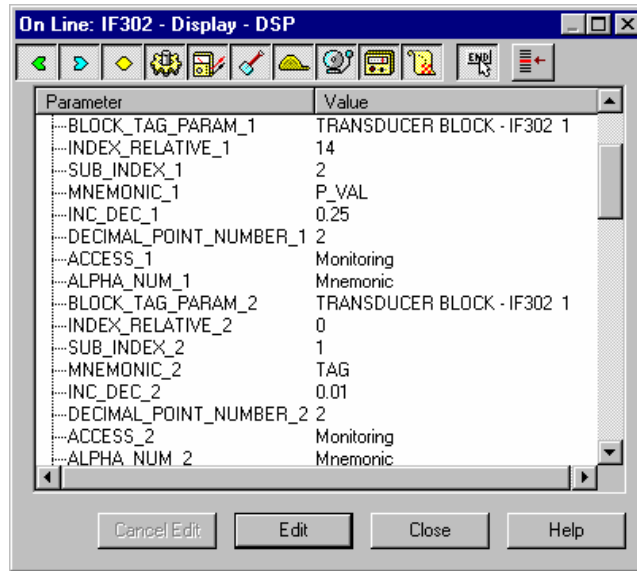 On Line: IF302 - Display - DSP
END
Parameter Value
BLOCK_TAG_PARAM_1 TRANSDUCER BLOCK - IF302 1
INDEX_RELATIVE_1 14
SUB_INDEX_1 2
MNEMONIC_1 P_VAL
INC_DEC_1 0.25
DECIMAL_POINT_NUMBER_1 2
ACCESS_1 Monitoring
ALPHA_NUM_1 Mnemonic
BLOCK_TAG_PARAM_2 TRANSDUCER BLOCK - IF302 1
INDEX_RELATIVE_2 0
SUB_INDEX_2 1
MNEMONIC_2 TAG
INC_DEC_2 0.01
DECIMAL_POINT_NUMBER_2 2
ACCESS_2 Monitoring
ALPHA_NUM_2 Mnemonic
Cancel Edit Edit Close Help